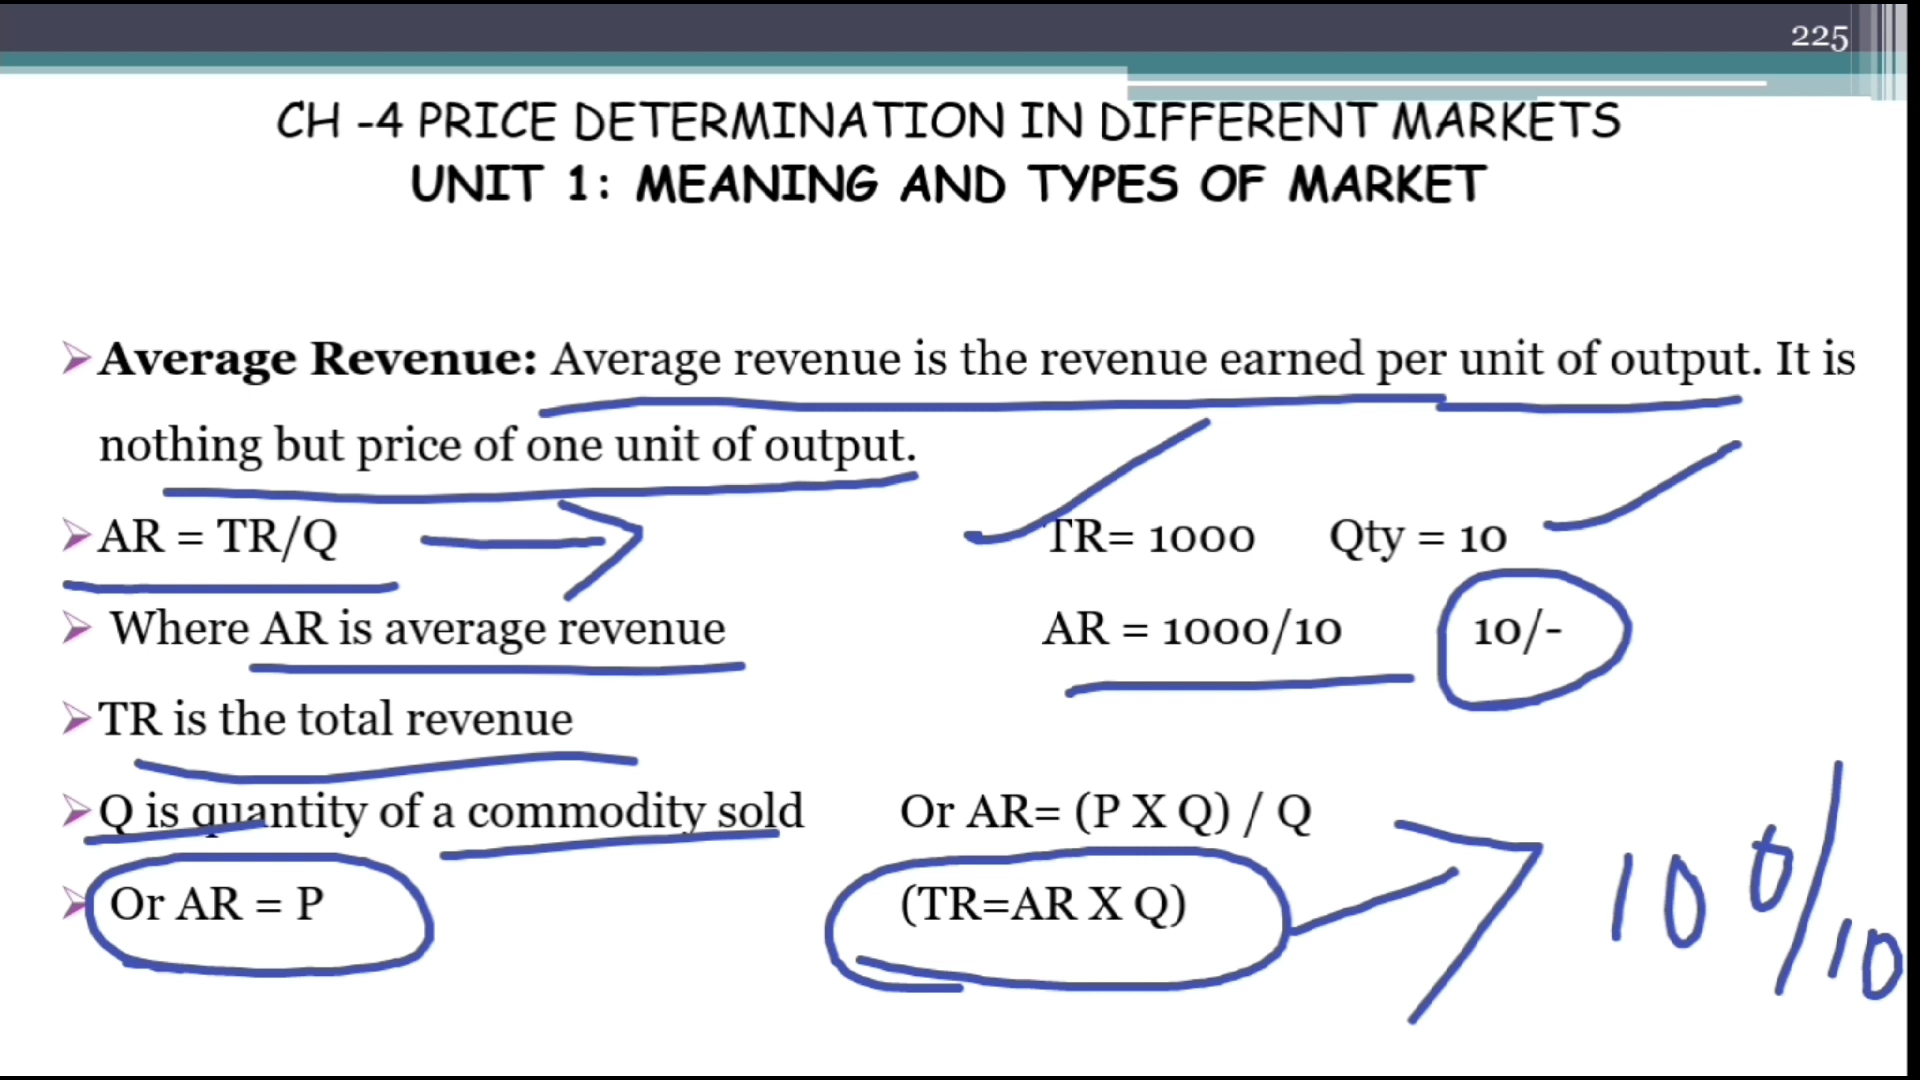 225
CH -4 PRICE DETERMINATION IN DIFFERENT MARKETS
UNIT 1: MEANING AND TYPES OF MARKET
Average Revenue: Average revenue is the revenue earned per unit of output. It is
nothing but price of one unit of output.
AR = TR/Q TR= 1000 Qty = 10
Where AR is average revenue AR = 1000/10 10/-
TR is the total revenue
Q is quantity of a commodity sold Or AR= (P X Q) / Q
Or AR = P (TR=AR X Q)
100/10